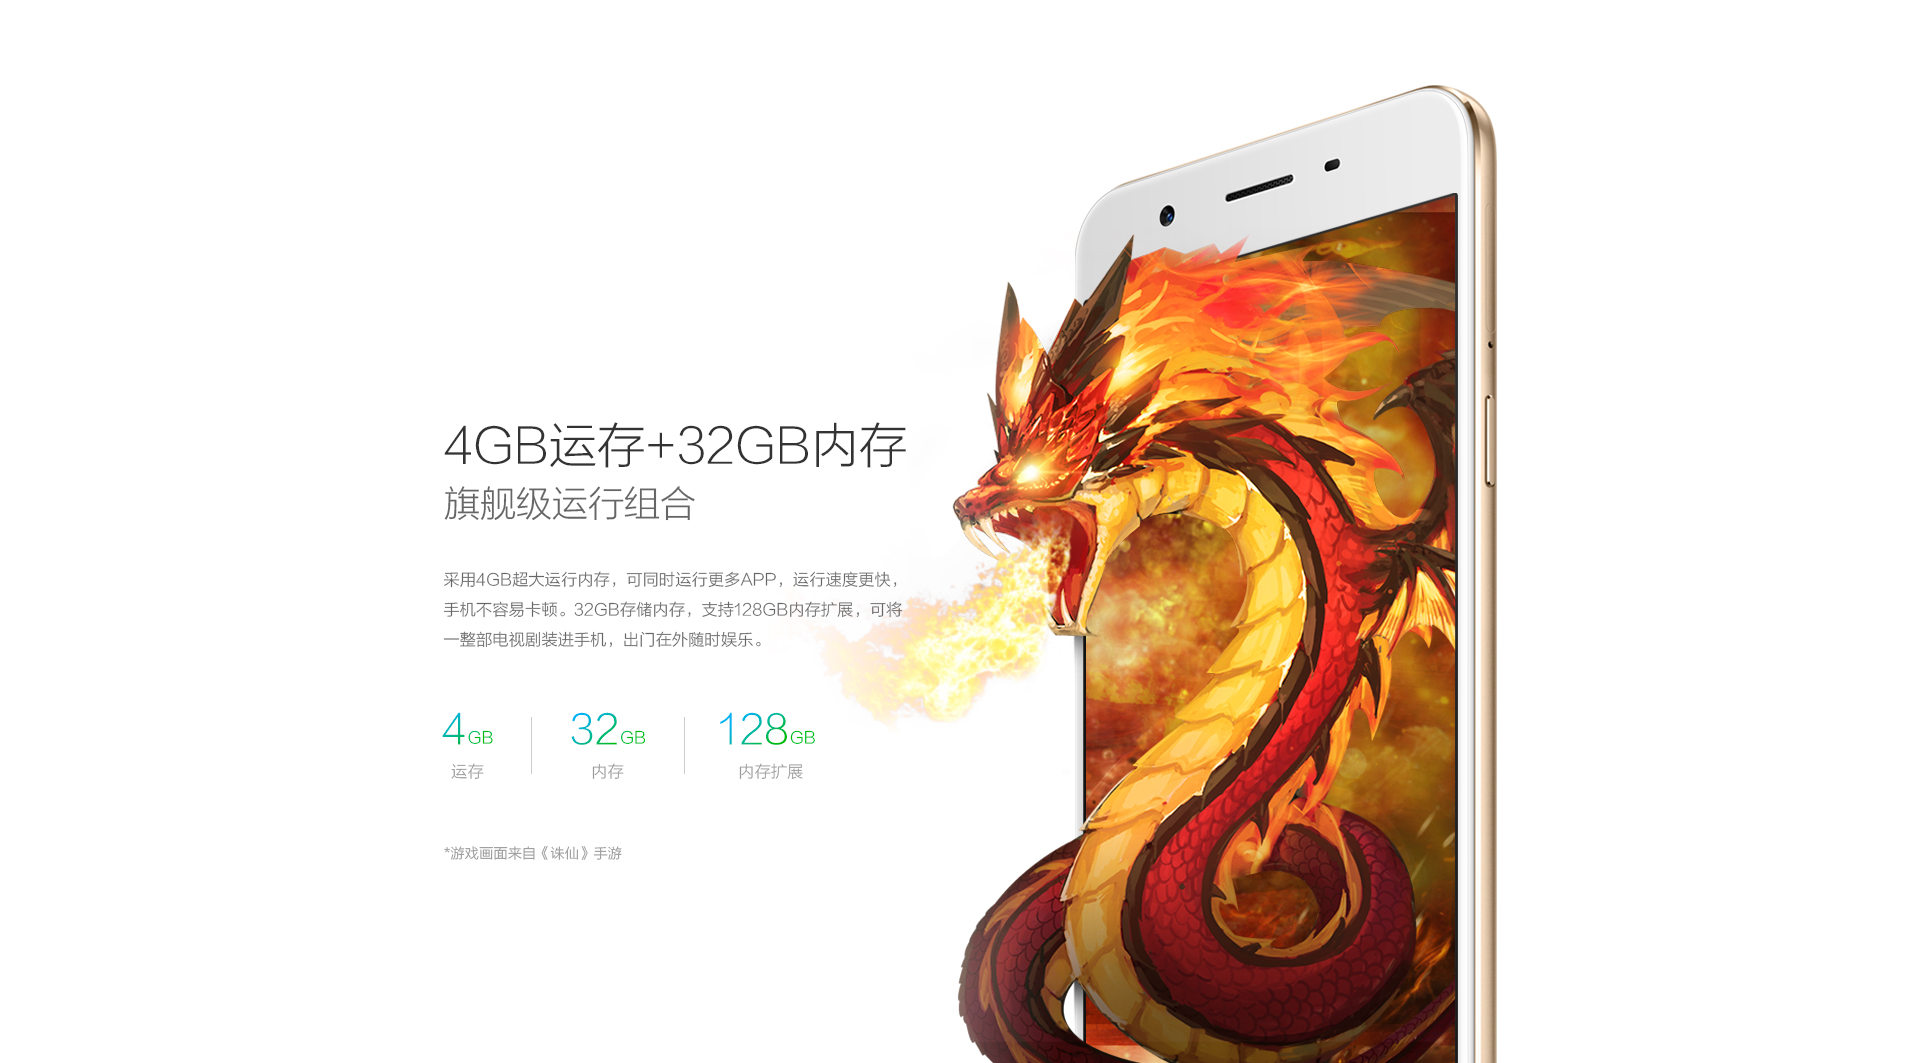 4GB运存+32GB内存
旗舰级运行组合
采用4GB超大运行内存，可同时运行更多APP，运行速度更快，
手机不容易卡顿。32GB存储内存，支持128GB内存扩展，可将
一整部电视剧装进手机，出门在外随时娱乐。
4GB 32GB 128GB
运存 内存 内存扩展
*游戏画面来自《诛仙》手游